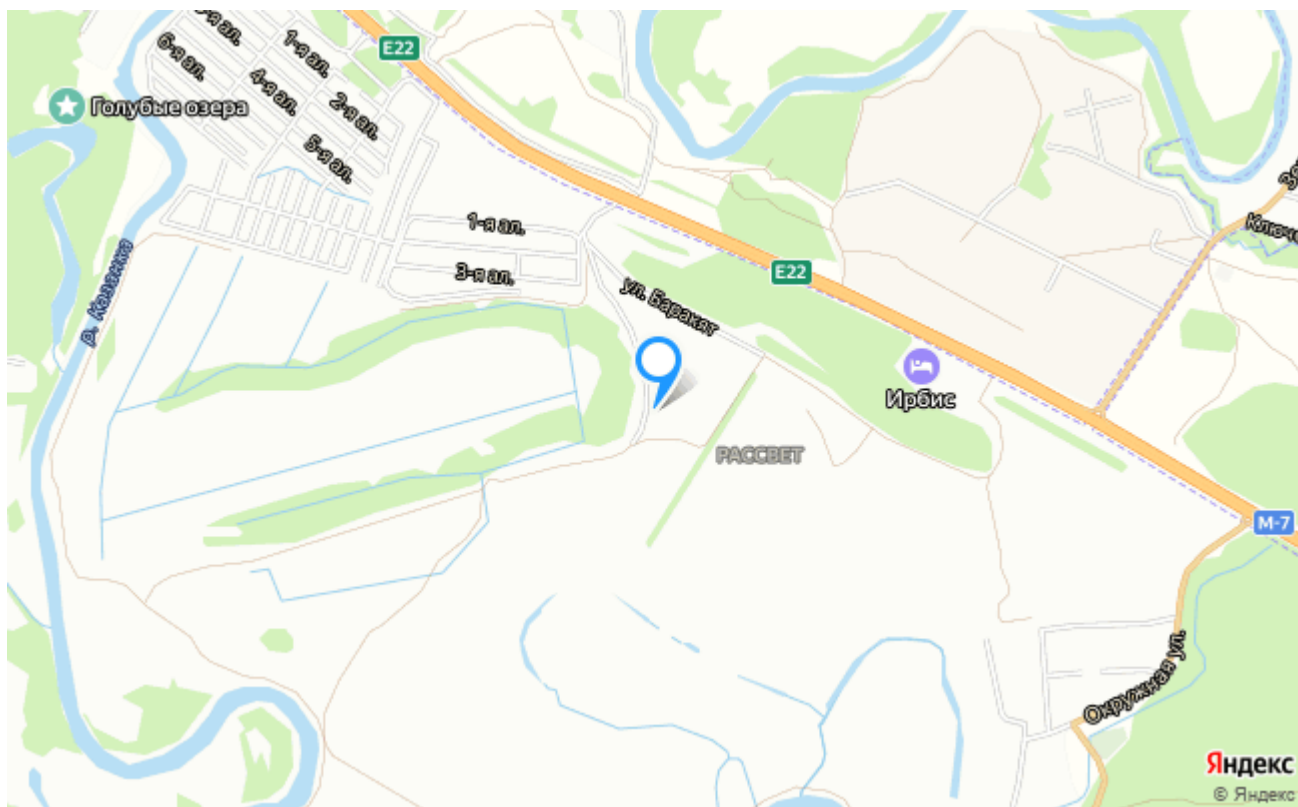 6-я ал.
4-я ал.
1-я ал.
2-я ал.
5-я ал.
E22
Голубые озера
1-я ал.
3-я ал.
р. Казанка
ул. Баракят
E22
Ирбис
РАССВЕТ
М-7
Окружная ул.
Яндекс
© Яндекс